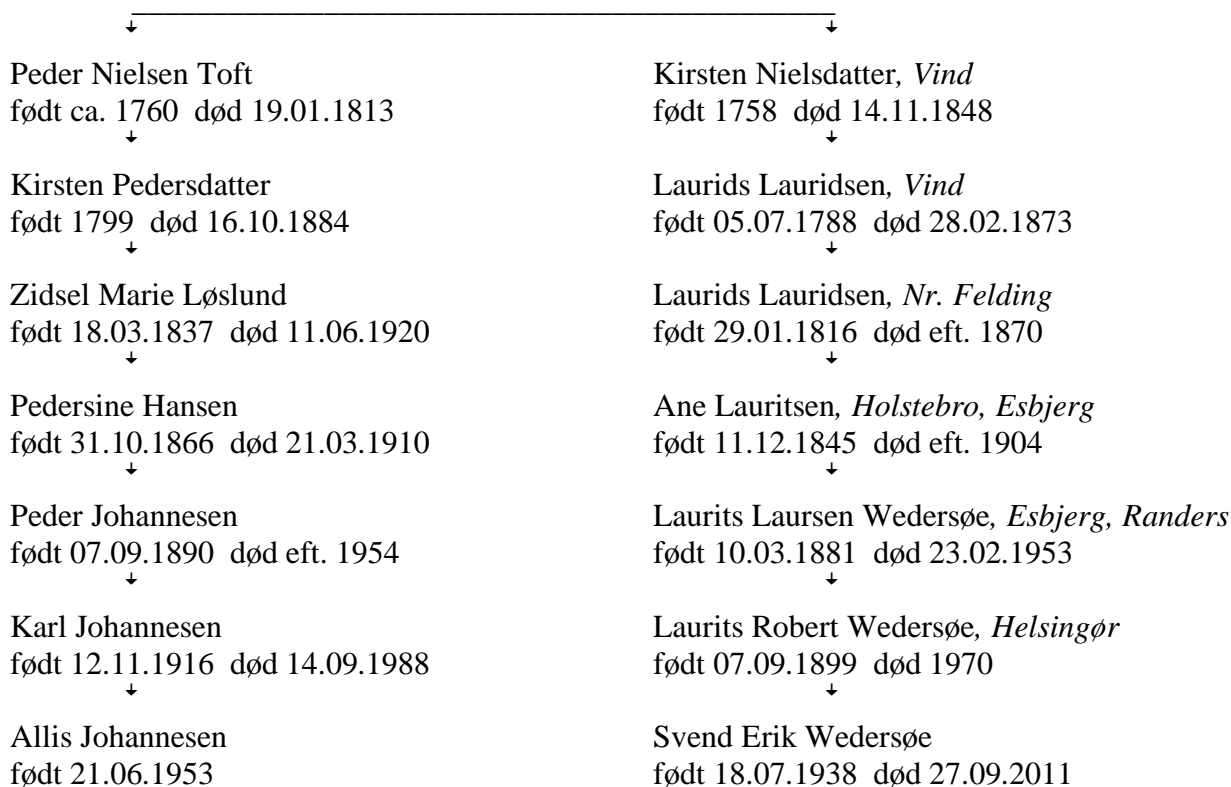 Peder Nielsen Toft
født ca. 1760 død 19.01.1813
Kirsten Pedersdatter
født 1799 død 16.10.1884
Zidsel Marie Løslund
født 18.03.1837 død 11.06.1920
Pedersine Hansen
født 31.10.1866 død 21.03.1910
Peder Johannesen
født 07.09.1890 død eft. 1954
Karl Johannesen
født 12.11.1916 død 14.09.1988
Allis Johannesen
født 21.06.1953
Kirsten Nielsdatter, Vind
født 1758 død 14.11.1848
Laurids Lauridsen, Vind
født 05.07.1788 død 28.02.1873
Laurids Lauridsen, Nr. Felding
født 29.01.1816 død eft. 1870
Ane Lauritsen, Holstebro, Esbjerg
født 11.12.1845 død eft. 1904
Laurits Laursen Wedersøe, Esbjerg, Randers
født 10.03.1881 død 23.02.1953
Laurits Robert Wedersøe, Helsingør
født 07.09.1899 død 1970
Svend Erik Wedersøe
født 18.07.1938 død 27.09.2011